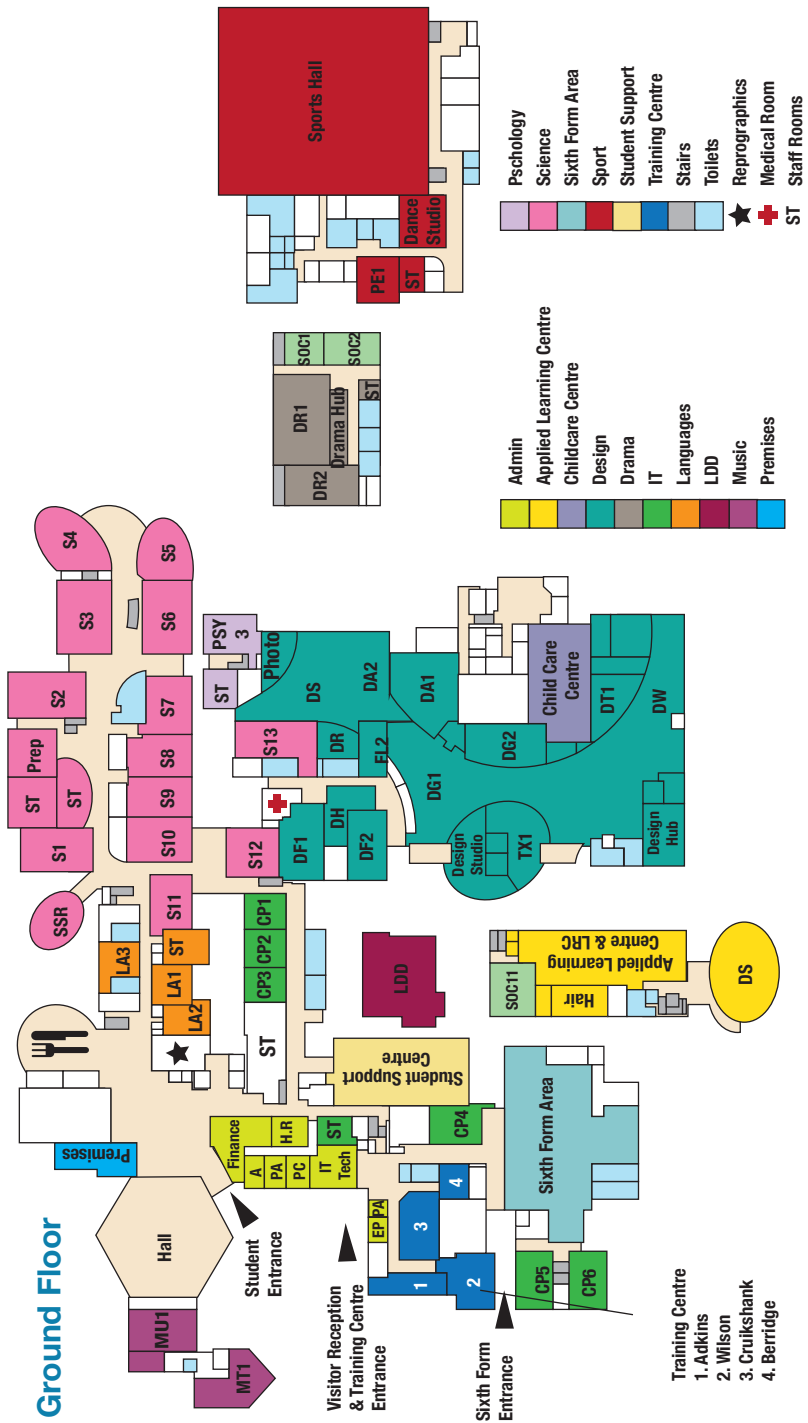 Ground Floor
MU1
MT1
Hall
Premises
Student
Entrance
Visitor Reception
& Training Centre
Entrance
Sixth Form
Entrance
Training Centre
1. Adkins
2. Wilson
3. Cruikshank
4. Berridge
Finance
A
PA
PC
H.R
IT
Tech
ST
EP
PA
1
2
3
4
CP4
CP5
CP6
Sixth Form Area
Student Support
Centre
ST
CP3
CP2
CP1
LA2
LA1
ST
LA3
S11
SSR
S1
ST
ST
Prep
S2
S10
S9
S8
S7
S3
S4
S6
S5
S12
S13
ST
PSY
3
Photo
DS
DA2
DA1
DR
EL2
DF1
DH
DF2
DG1
DG2
Design
Studio
TX1
Child Care
Centre
DT1
DW
Design
Hub
LDD
SOC11
Hair
Applied Learning
Centre & LRC
DS
DR1
DR2
Drama Hub
ST
SOC1
SOC2
PE1
ST
Dance
Studio
Sports Hall
Admin
Applied Learning Centre
Childcare Centre
Design
Drama
IT
Languages
LDD
Music
Premises
Pschology
Science
Sixth Form Area
Sport
Student Support
Training Centre
Stairs
Toilets
Reprographics
Medical Room
ST
Staff Rooms